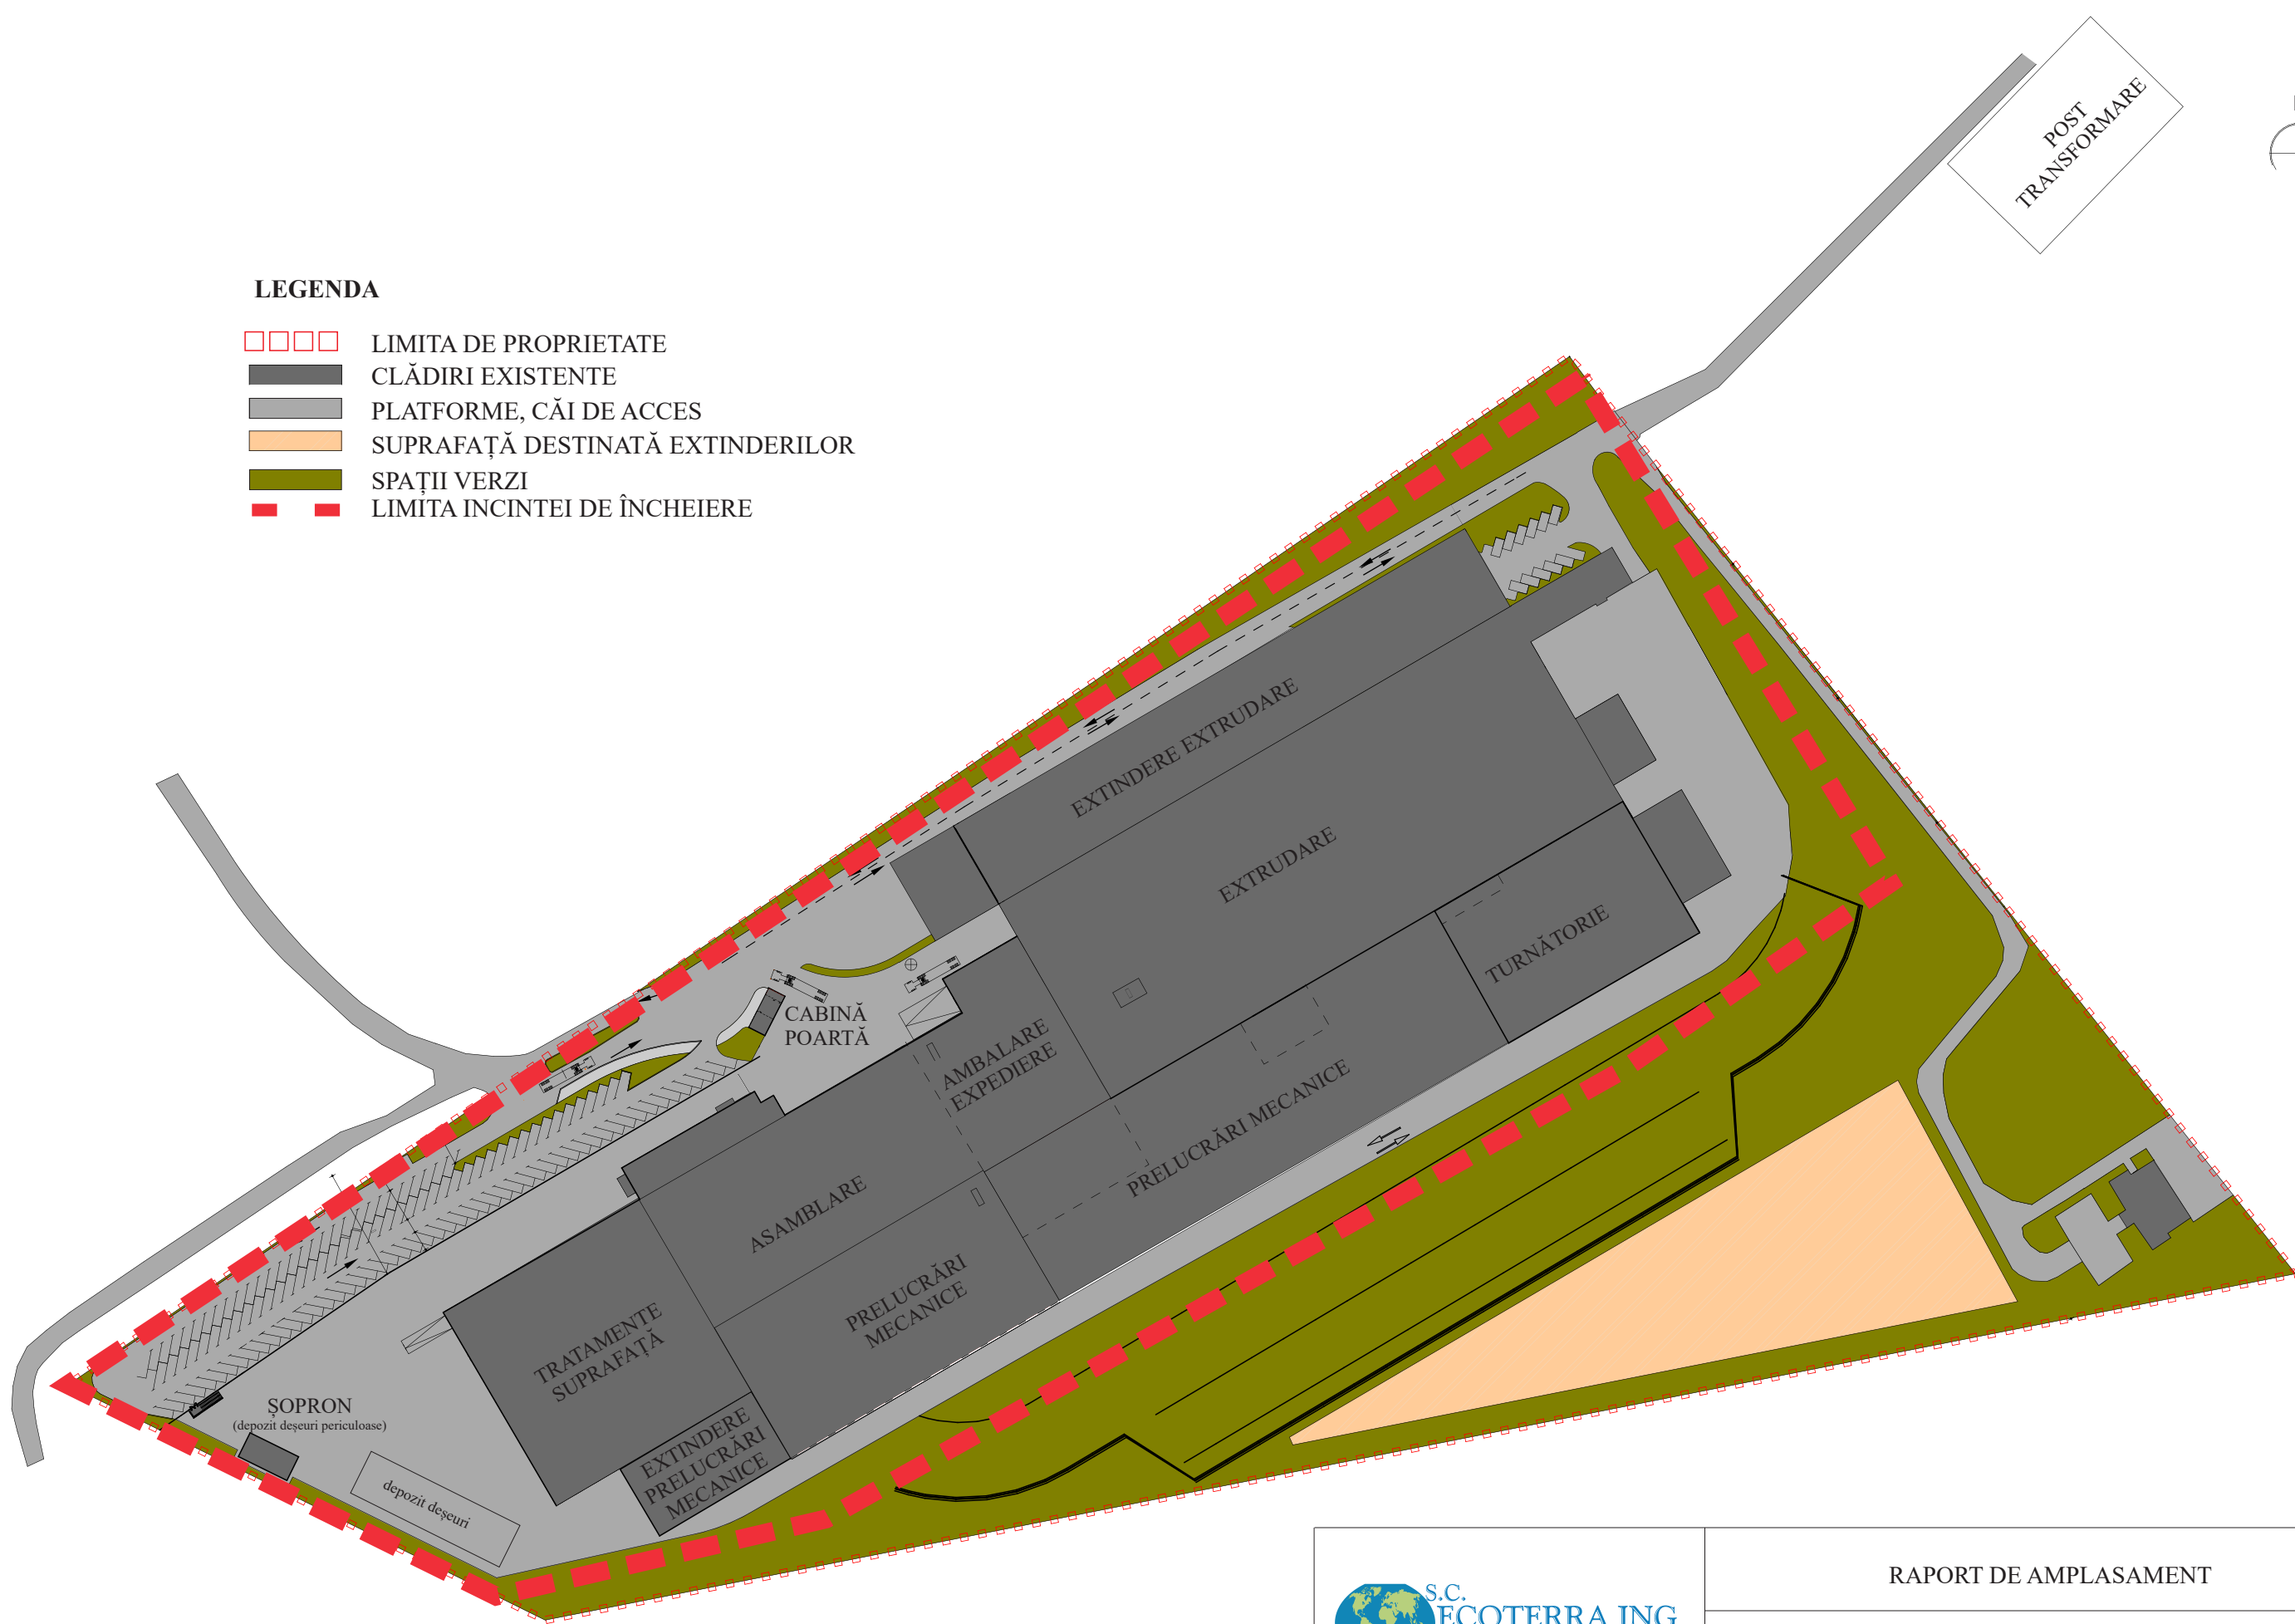 POST
TRANSFORMARE
LEGENDA
LIMITA DE PROPRIETATE
CLĂDIRI EXISTENTE
PLATFORME, CĂI DE ACCES
SUPRAFAȚĂ DESTINATĂ EXTINDERILOR
SPAȚII VERZI
LIMITA INCINTEI DE ÎNCHEIERE
EXTINDERE EXTRUDARE
EXTRUDARE
TURNĂTORIE
CABINĂ
POARTĂ
AMBALARE
EXPEDIERE
PRELUCRĂRI MECANICE
ASAMBLARE
PRELUCRĂRI
MECANICE
TRATAMENTE
SUPRAFAȚĂ
EXTINDERE
PRELUCRĂRI
MECANICE
ȘOPRON
(depozit deșeuri periculoase)
depozit deșeuri
RAPORT DE AMPLASAMENT
S.C.
ECOTERRA ING